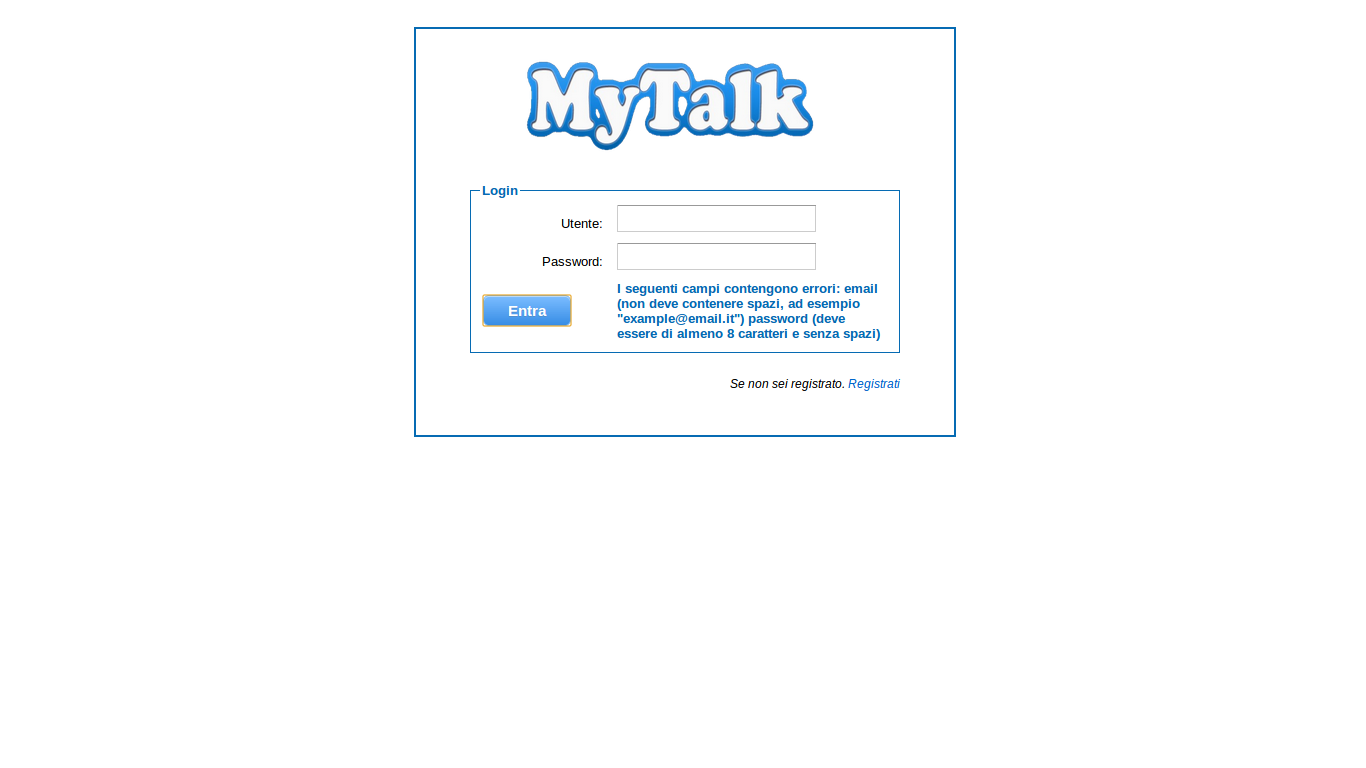 MyTalk
Login
Utente:
Password:
I seguenti campi contengono errori: email
(non deve contenere spazi, ad esempio
"example@email.it") password (deve
essere di almeno 8 caratteri e senza spazi)
Entra
Se non sei registrato. Registrati